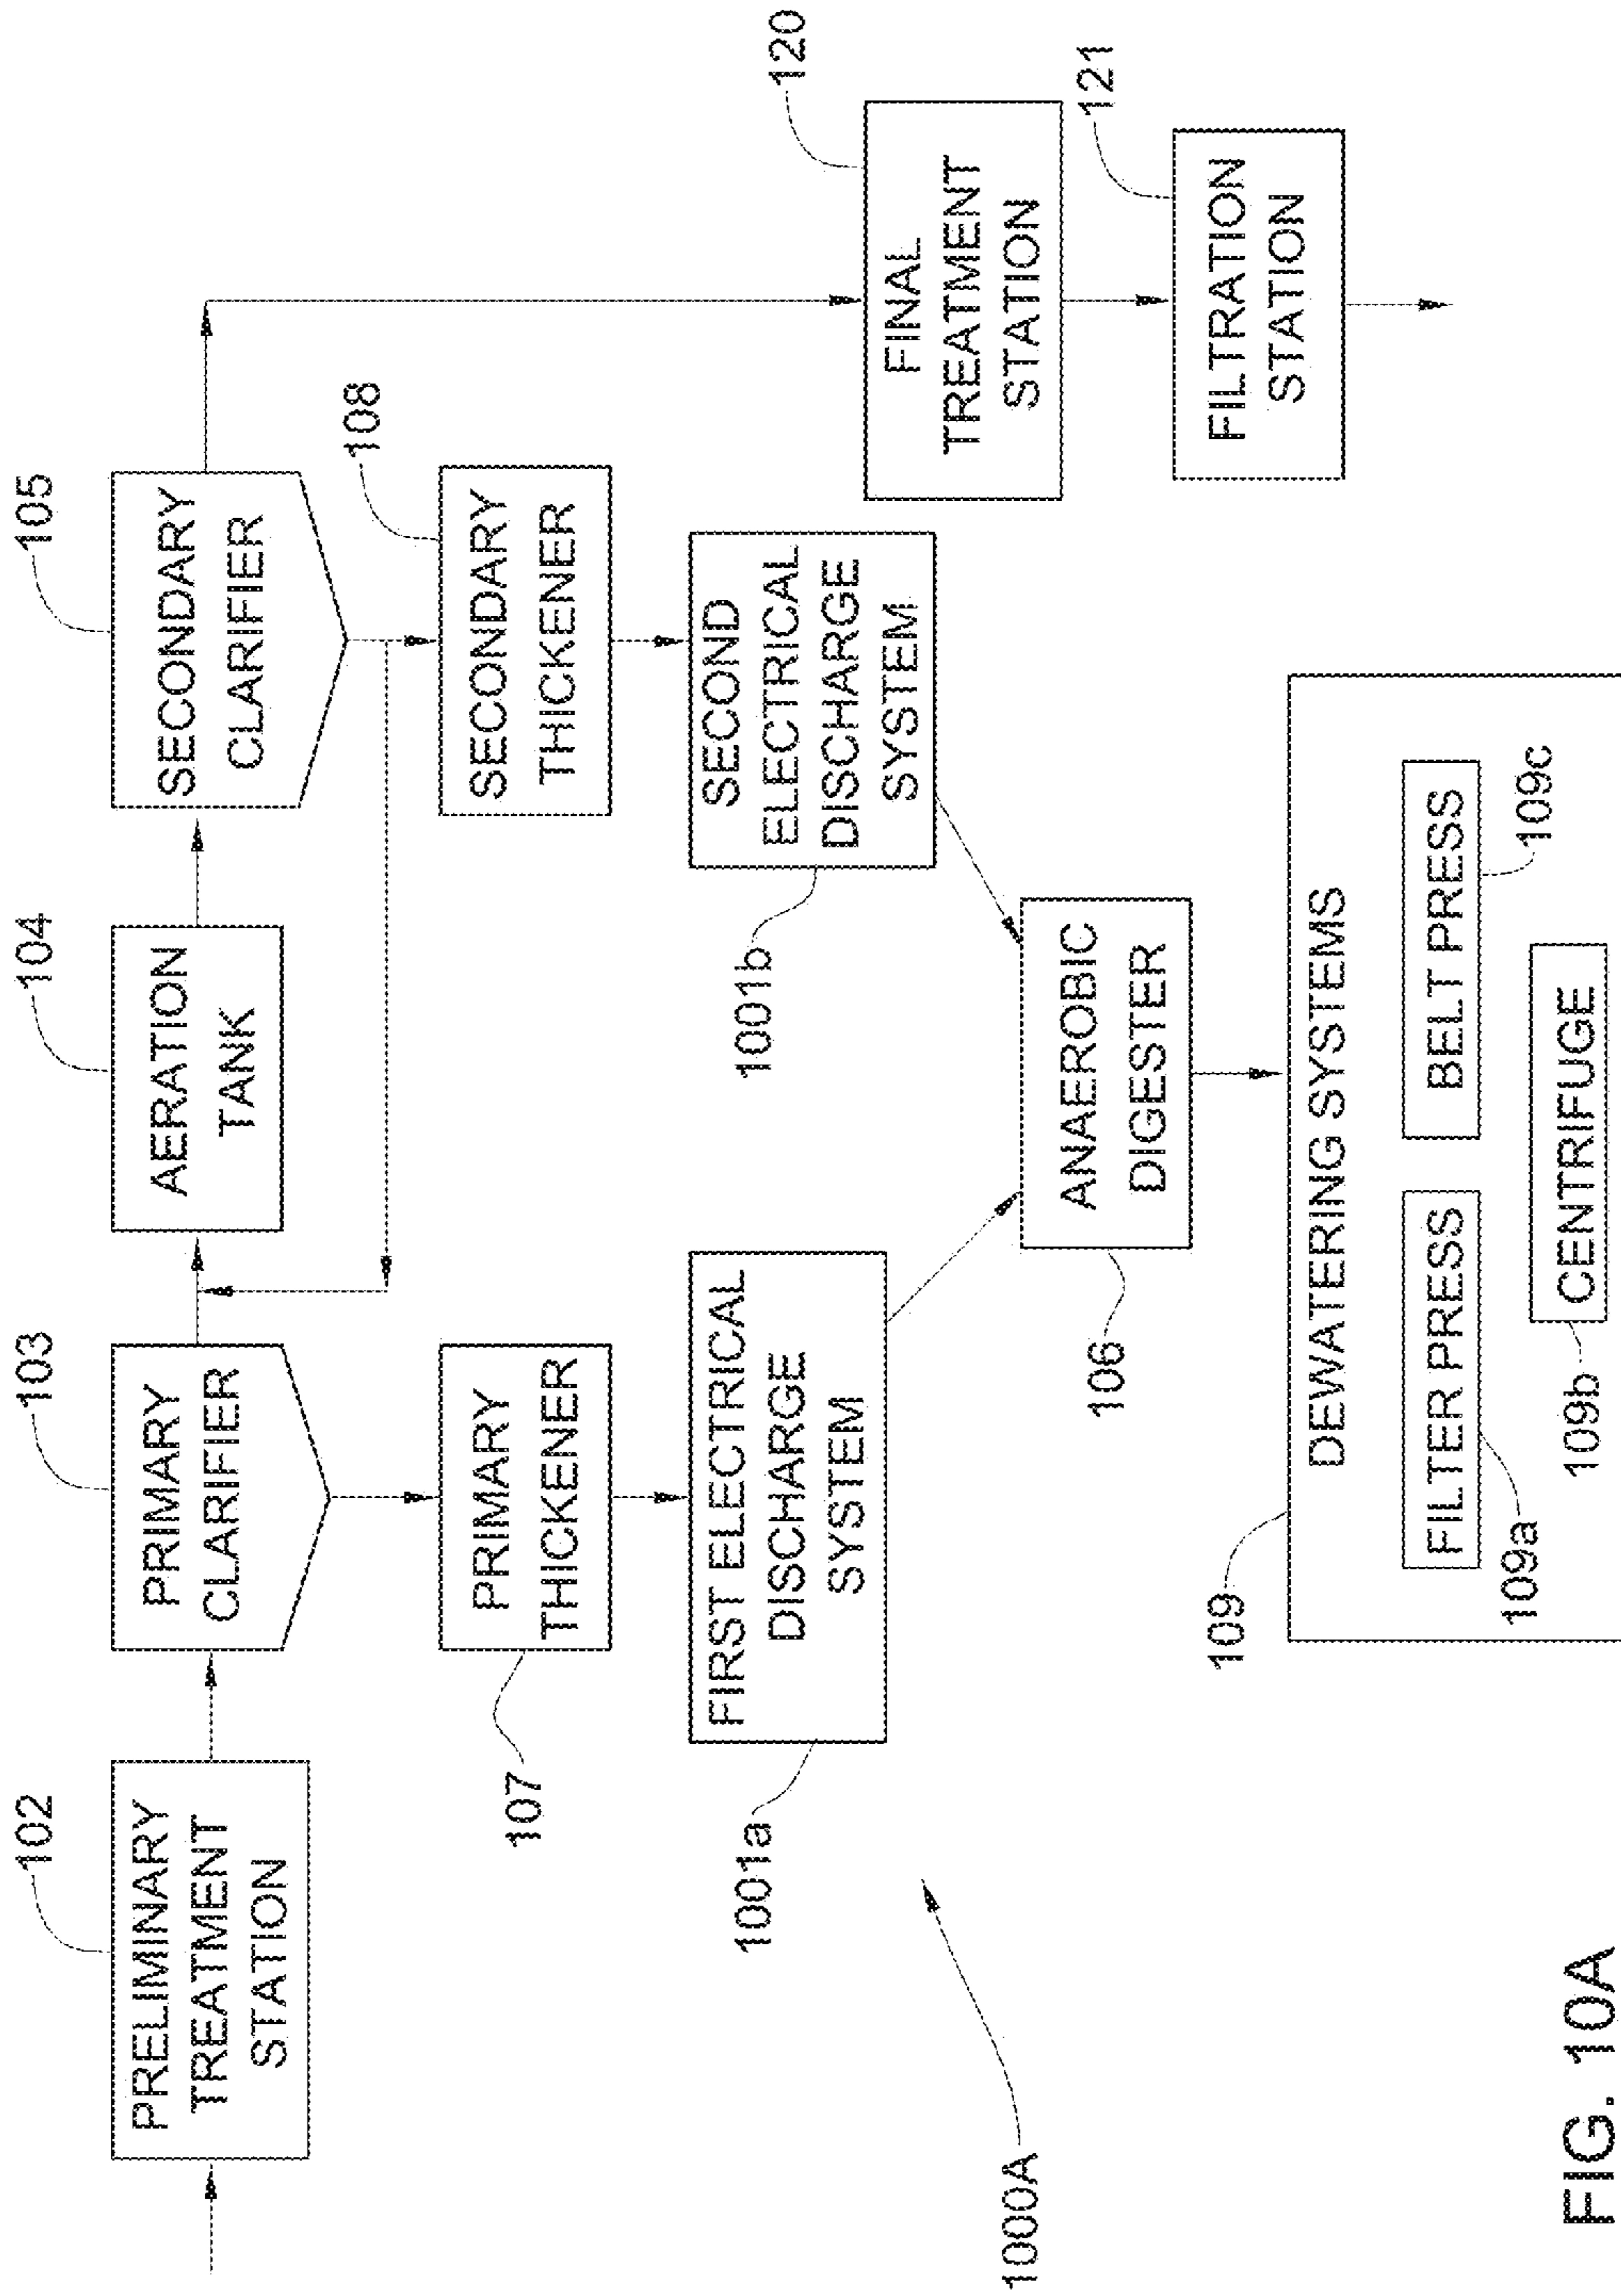 102
PRELIMINARY
TREATMENT
STATION
103
PRIMARY
CLARIFIER
104
AERATION
TANK
105
SECONDARY
CLARIFIER
107
PRIMARY
THICKENER
108
SECONDARY
THICKENER
1001a
FIRST ELECTRICAL
DISCHARGE
SYSTEM
1001b
SECOND
ELECTRICAL
DISCHARGE
SYSTEM
120
FINAL
TREATMENT
STATION
121
FILTRATION
STATION
106
ANAEROBIC
DIGESTER
1000A
109
DEWATERING SYSTEMS
FILTER PRESS
109a
BELT PRESS
109c
CENTRIFUGE
109b
FIG. 10A